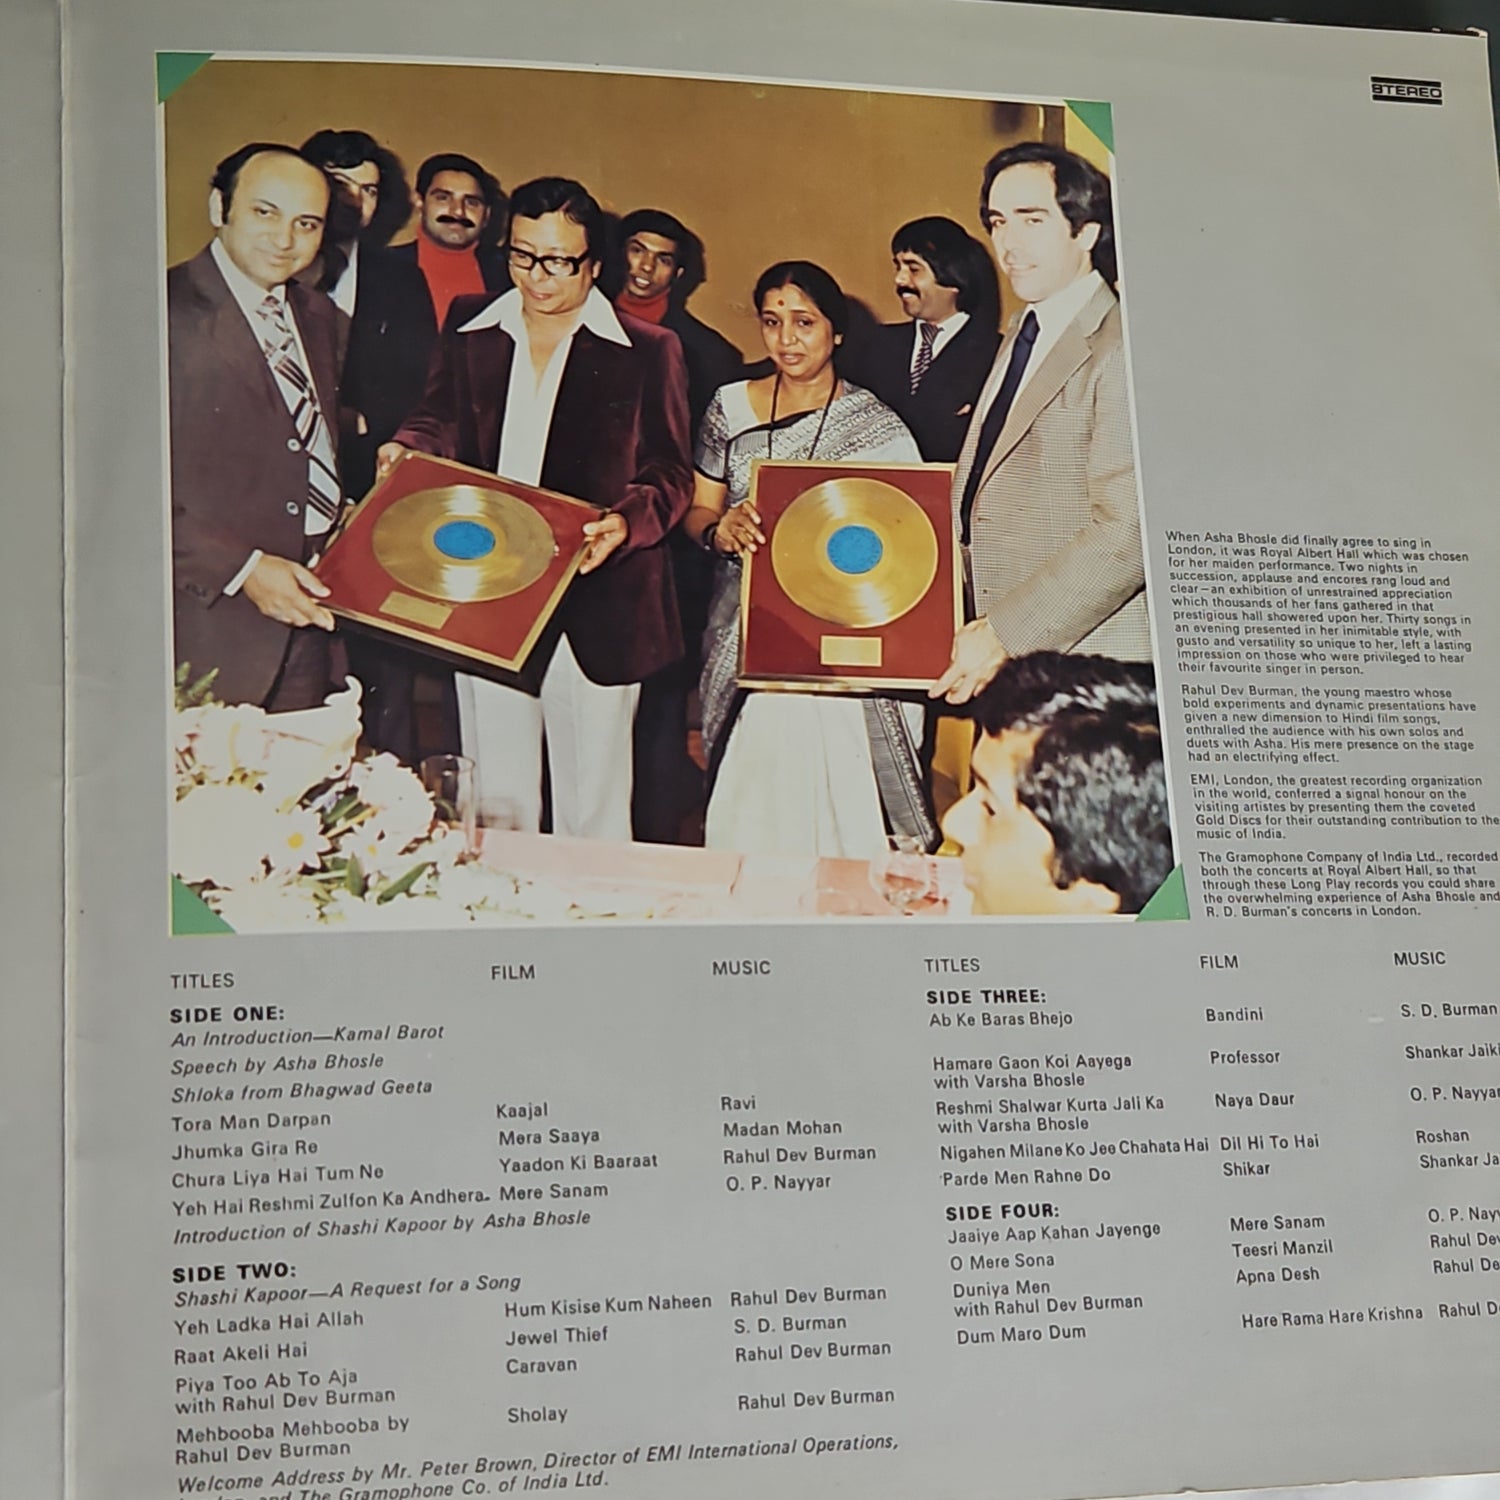 STEREO
When Asha Bhosle did finally agree to sing in
London, it was Royal Albert Hall which was chosen
for her maiden performance. Two nights in
succession, applause and encores rang loud and
clear—an exhibition of unrestrained appreciation
which thousands of her fans gathered in that
prestigious hall showered upon her. Thirty songs in
an evening presented in her inimitable style, with
gusto and versatility so unique to her, left a lasting
impression on those who were privileged to hear
their favourite singer in person.
Rahul Dev Burman, the young maestro whose
bold experiments and dynamic presentations have
given a new dimension to Hindi film songs,
enthralled the audience with his own solos and
duets with Asha. His mere presence on the stage
had an electrifying effect.
EMI, London, the greatest recording organization
in the world, conferred a signal honour on the
visiting artistes by presenting them the coveted
Gold Discs for their outstanding contribution to the
music of India.
The Gramophone Company of India Ltd., recorded
both the concerts at Royal Albert Hall, so that
through these Long Play records you could share
the overwhelming experience of Asha Bhosle and
R. D. Burman's concerts in London.
TITLES FILM MUSIC
SIDE ONE:
An Introduction—Kamal Barot
Speech by Asha Bhosle
Shloka from Bhagwad Geeta
Tora Man Darpan Kaajal Ravi
Jhumka Gira Re Mera Saaya Madan Mohan
Chura Liya Hai Tum Ne Yaadon Ki Baaraat Rahul Dev Burman
Yeh Hai Reshmi Zulfon Ka Andhera. Mere Sanam O. P. Nayyar
Introduction of Shashi Kapoor by Asha Bhosle
SIDE TWO:
Shashi Kapoor—A Request for a Song
Yeh Ladka Hai Allah Hum Kisise Kum Naheen Rahul Dev Burman
Raat Akeli Hai Jewel Thief S. D. Burman
Piya Too Ab To Aja Caravan Rahul Dev Burman
with Rahul Dev Burman
Mehbooba Mehbooba by Sholay Rahul Dev Burman
Rahul Dev Burman
Welcome Address by Mr. Peter Brown, Director of EMI International Operations,
and The Gramophone Co. of India Ltd.
TITLES FILM MUSIC
SIDE THREE:
Ab Ke Baras Bhejo Bandini S. D. Burman
Hamare Gaon Koi Aayega Professor Shankar Jaiki
with Varsha Bhosle
Reshmi Shalwar Kurta Jali Ka Naya Daur O. P. Nayyar
with Varsha Bhosle
Nigahen Milane Ko Jee Chahata Hai Dil Hi To Hai Roshan
Parde Men Rahne Do Shikar Shankar Ja
SIDE FOUR:
Jaaiye Aap Kahan Jayenge Mere Sanam O. P. Nayy
O Mere Sona Teesri Manzil Rahul Dev
Duniya Men Apna Desh Rahul De
with Rahul Dev Burman
Dum Maro Dum Hare Rama Hare Krishna Rahul D